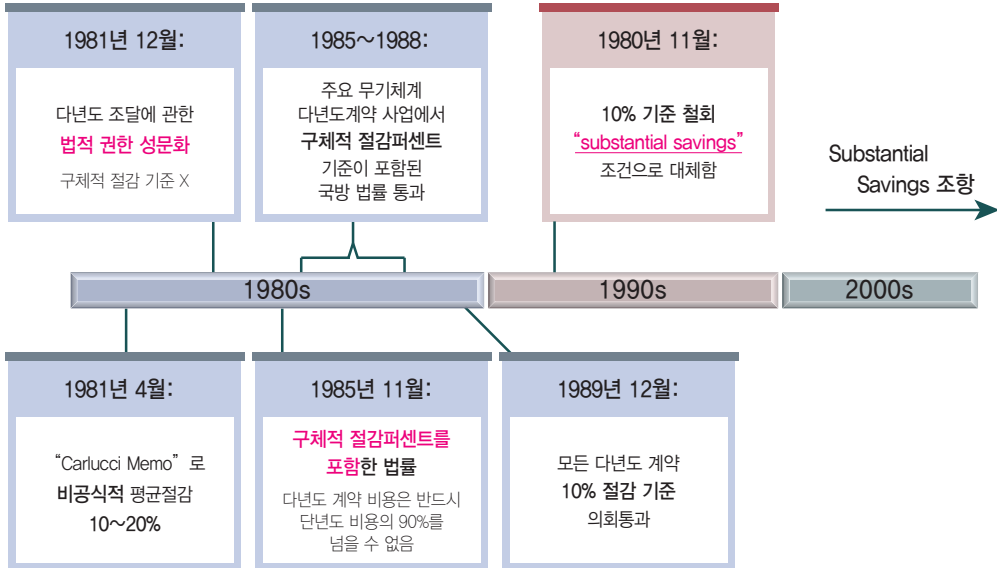 1981년 12월:
다년도 조달에 관한
법적 권한 성문화
구체적 절감 기준 X
1985~1988:
주요 무기체계
다년도계약 사업에서
구체적 절감퍼센트
기준이 포함된
국방 법률 통과
1980년 11월:
10% 기준 철회
“substantial savings”
조건으로 대체함
Substantial
Savings 조항
1980s
1990s
2000s
1981년 4월:
“Carlucci Memo” 로
비공식적 평균절감
10~20%
1985년 11월:
구체적 절감퍼센트를
포함한 법률
다년도 계약 비용은 반드시
단년도 비용의 90%를
넘을 수 없음
1989년 12월:
모든 다년도 계약
10% 절감 기준
의회통과